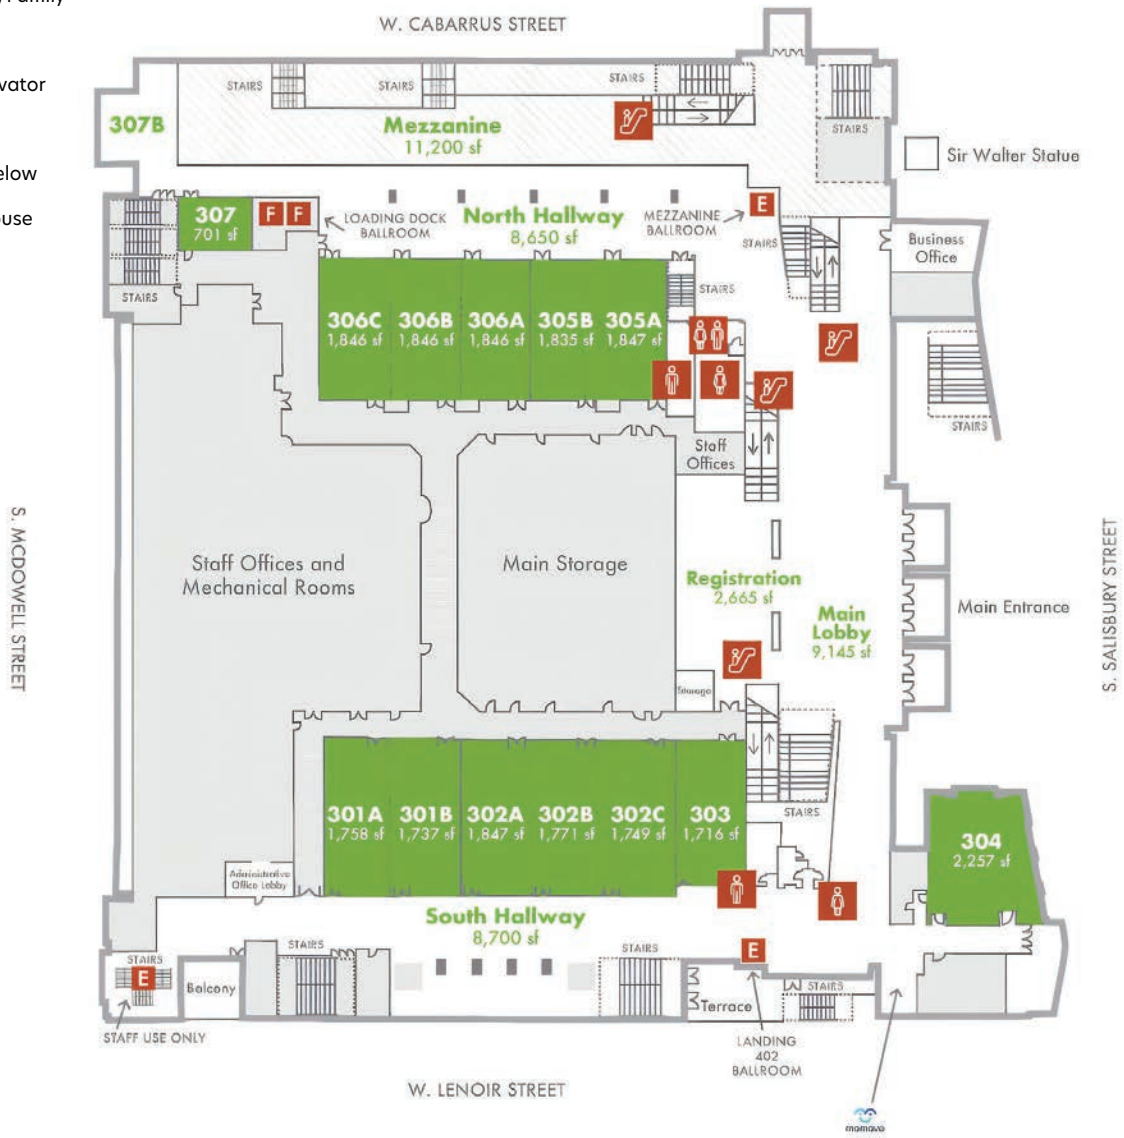 Family
vator
elow
ouse
W. CABARRUS STREET
STAIRS
STAIRS
STAIRS
STAIRS
307B
Mezzanine
11,200 sf
Sir Walter Statue
307
701 sf
F F
LOADING DOCK
BALLROOM
North Hallway
8,650 sf
MEZZANINE
BALLROOM
E
STAIRS
Business
Office
STAIRS
STAIRS
306C
1,846 sf
306B
1,846 sf
306A
1,846 sf
305B
1,835 sf
305A
1,847 sf
STAIRS
Staff
Offices
S. MCDOWELL STREET
Staff Offices and
Mechanical Rooms
Main Storage
Registration
2,665 sf
Main
Lobby
9,145 sf
Main Entrance
S. SALISBURY STREET
Storage
301A
1,758 sf
301B
1,737 sf
302A
1,847 sf
302B
1,771 sf
302C
1,749 sf
303
1,716 sf
STAIRS
304
2,257 sf
Administrative
Office Lobby
South Hallway
8,700 sf
STAIRS
E
Balcony
STAIRS
STAIRS
E
Terrace
STAIRS
STAFF USE ONLY
LANDING
402
BALLROOM
W. LENOIR STREET
mamava